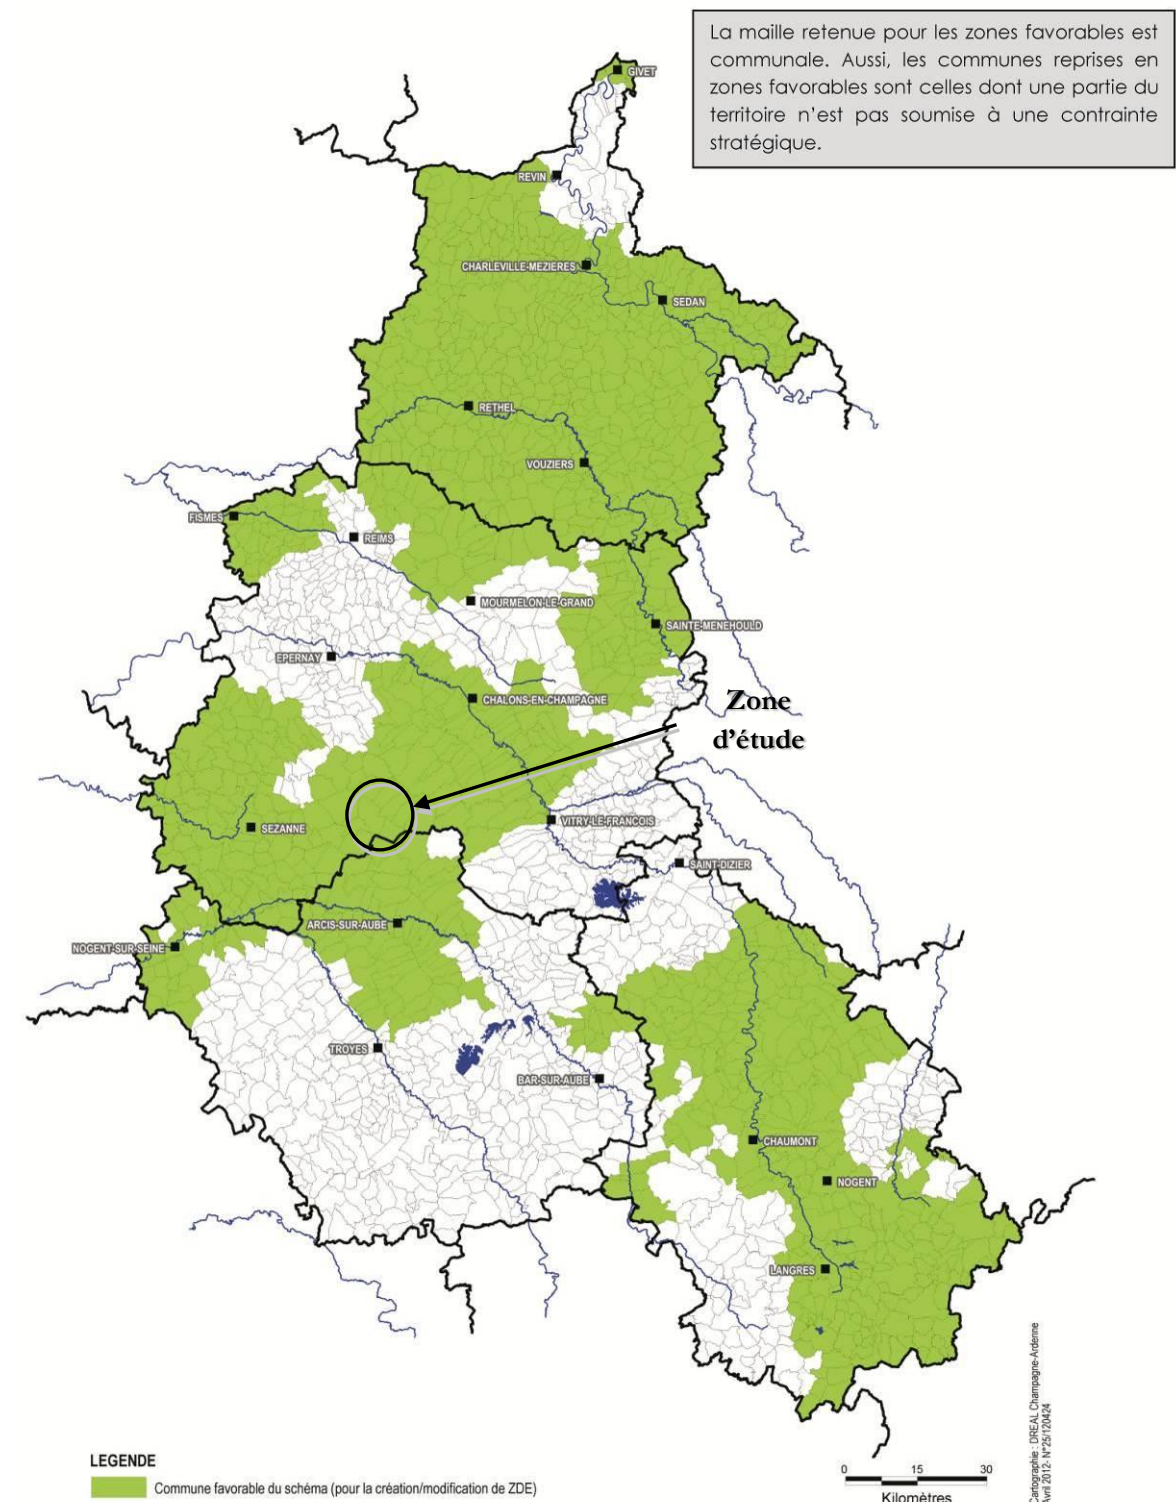 La maille retenue pour les zones favorables est
communale. Aussi, les communes reprises en
zones favorables sont celles dont une partie du
territoire n'est pas soumise à une contrainte
stratégique.
GIVET
REVIN
CHARLEVILLE-MEZIERES
SEDAN
RETHEL
VOUZIERS
FISMES
REIMS
MOURMELON-LE-GRAND
SAINTE-MENEHOULD
EPERNAY
CHALONS-EN-CHAMPAGNE
Zone
d'étude
VITRY-LE-FRANCOIS
SEZANNE
SAINT-DIZIER
ARCIS-SUR-AUBE
NOGENT-SUR-SEINE
TROYES
BAR-SUR-AUBE
CHAUMONT
NOGENT
LANGRES
LEGENDE
Commune favorable du schéma (pour la création/modification de ZDE)
0 15 30
Kilomètres
Cartographie : DREAL Champagne-Ardenne
Avril 2012- N°25/120424